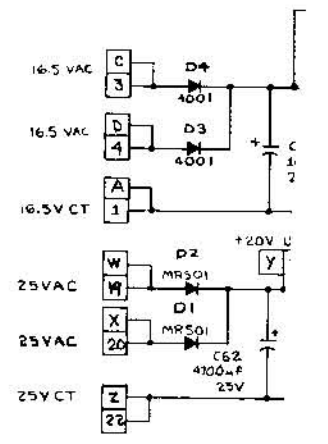 C
D4
16.5 VAC
3
4001
D
D3
16.5 VAC
4
4001
A
16.5V CT
1
+
+20V
W
D2
Y
25VAC
19
MR501
X
D1
25VAC
20
MR501
+
C62
4700µF
25V
25V CT
Z
22